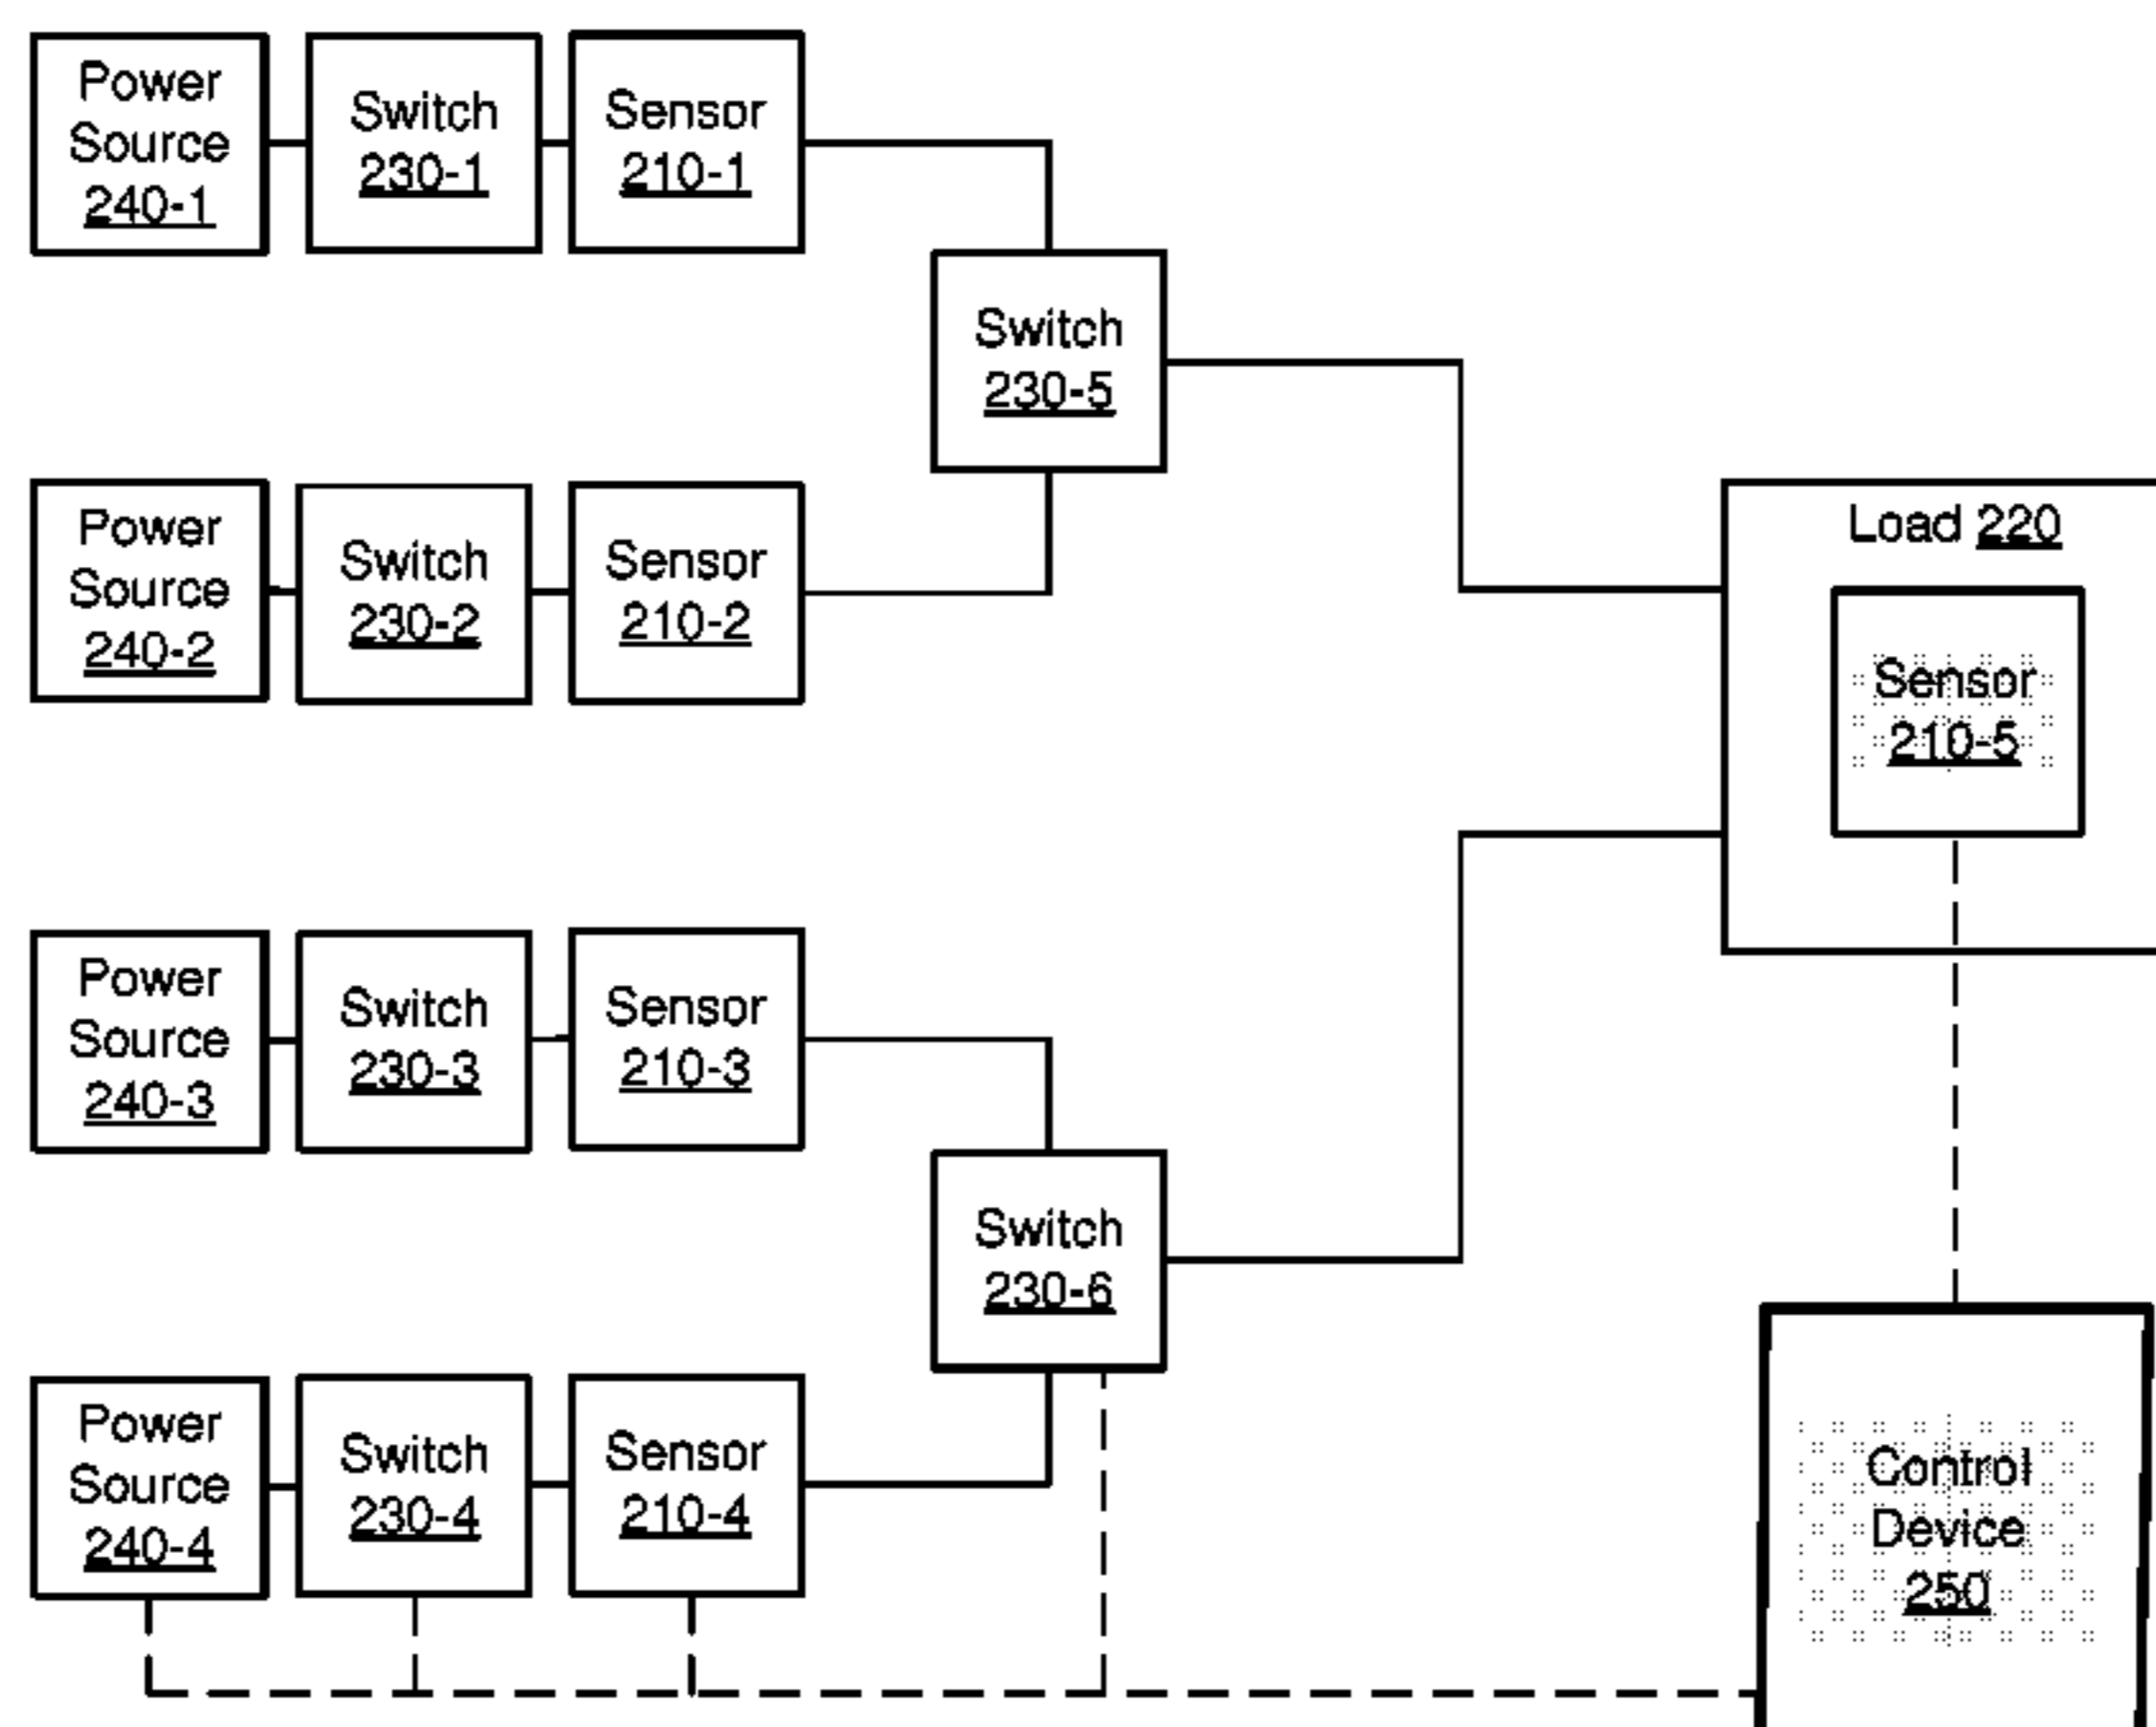 Power
Source
240-1
Switch
230-1
Sensor
210-1
Switch
230-5
Power
Source
240-2
Switch
230-2
Sensor
210-2
Load 220
Sensor
210-5
Power
Source
240-3
Switch
230-3
Sensor
210-3
Switch
230-6
Power
Source
240-4
Switch
230-4
Sensor
210-4
Control
Device
250